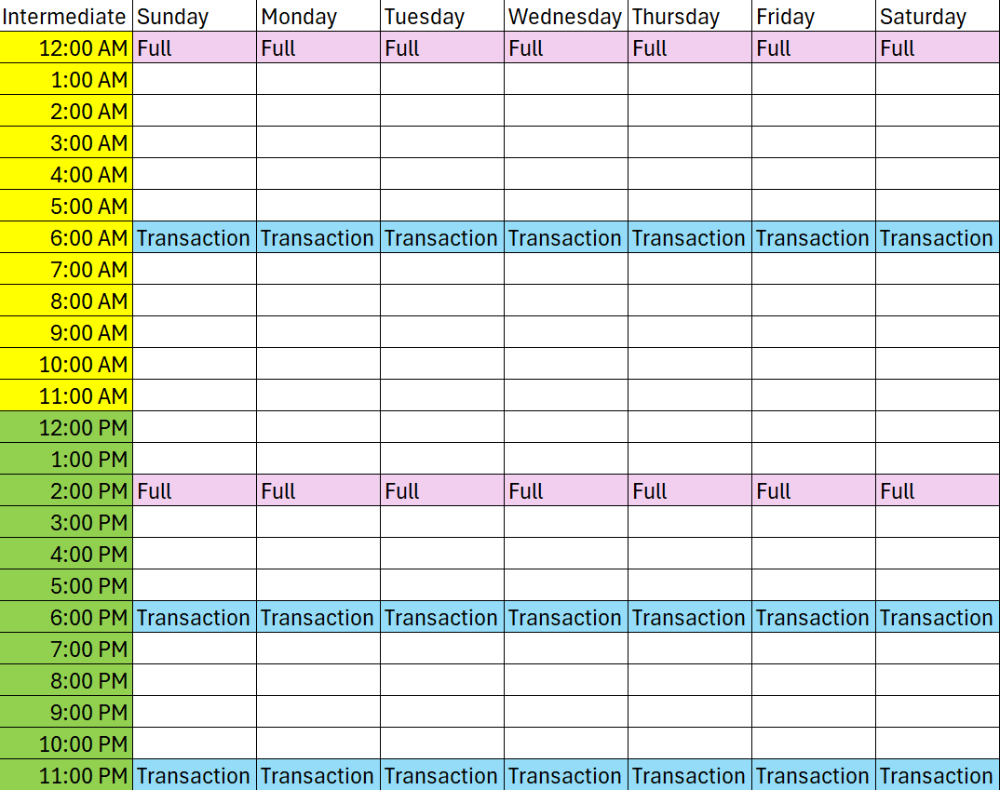 Intermediate Sunday Monday Tuesday Wednesday Thursday Friday Saturday
12:00 AM Full Full Full Full Full Full Full
1:00 AM
2:00 AM
3:00 AM
4:00 AM
5:00 AM
6:00 AM Transaction Transaction Transaction Transaction Transaction Transaction Transaction
7:00 AM
8:00 AM
9:00 AM
10:00 AM
11:00 AM
12:00 PM
1:00 PM
2:00 PM Full Full Full Full Full Full Full
3:00 PM
4:00 PM
5:00 PM
6:00 PM Transaction Transaction Transaction Transaction Transaction Transaction Transaction
7:00 PM
8:00 PM
9:00 PM
10:00 PM
11:00 PM Transaction Transaction Transaction Transaction Transaction Transaction Transaction